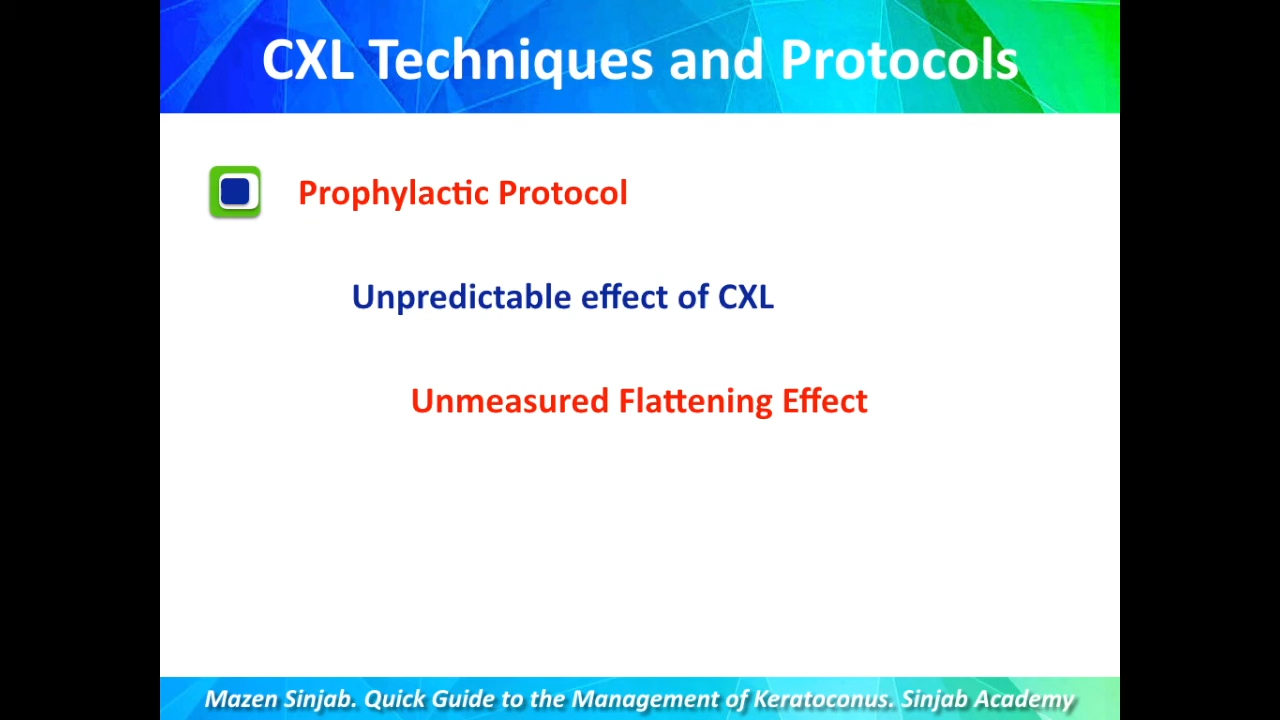 CXL Techniques and Protocols
Prophylactic Protocol
Unpredictable effect of CXL
Unmeasured Flattening Effect
Mazen Sinjab. Quick Guide to the Management of Keratoconus. Sinjab Academy